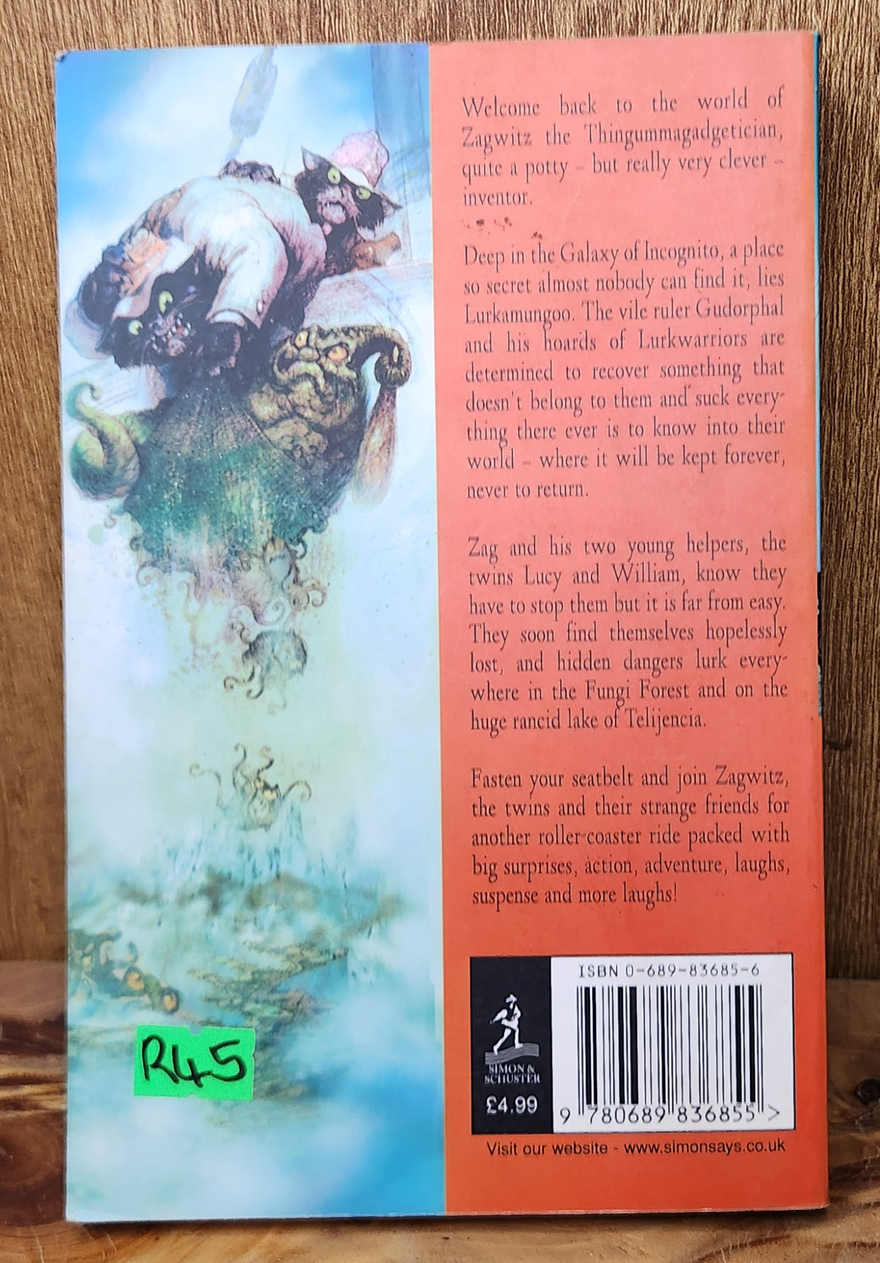 Welcome back to the world of
Zagwitz the Thingummagadgetician,
quite a potty - but really very clever -
inventor.
Deep in the Galaxy of Incognito, a place
so secret almost nobody can find it, lies
Lurkamungoo. The vile ruler Gudorphal
and his hoards of Lurkwarriors are
determined to recover something that
doesn't belong to them and suck every-
thing there ever is to know into their
world - where it will be kept forever,
never to return.
Zag and his two young helpers, the
twins Lucy and William, know they
have to stop them but it is far from easy.
They soon find themselves hopelessly
lost, and hidden dangers lurk every-
where in the Fungi Forest and on the
huge rancid lake of Telijencia.
Fasten your seatbelt and join Zagwitz,
the twins and their strange friends for
another roller-coaster ride packed with
big surprises, action, adventure, laughs,
suspense and more laughs!
R45
ISBN 0-689-83685-6
SIMON &
SCHUSTER
£4.99
9 780689 836855 >
Visit our website - www.simonsays.co.uk